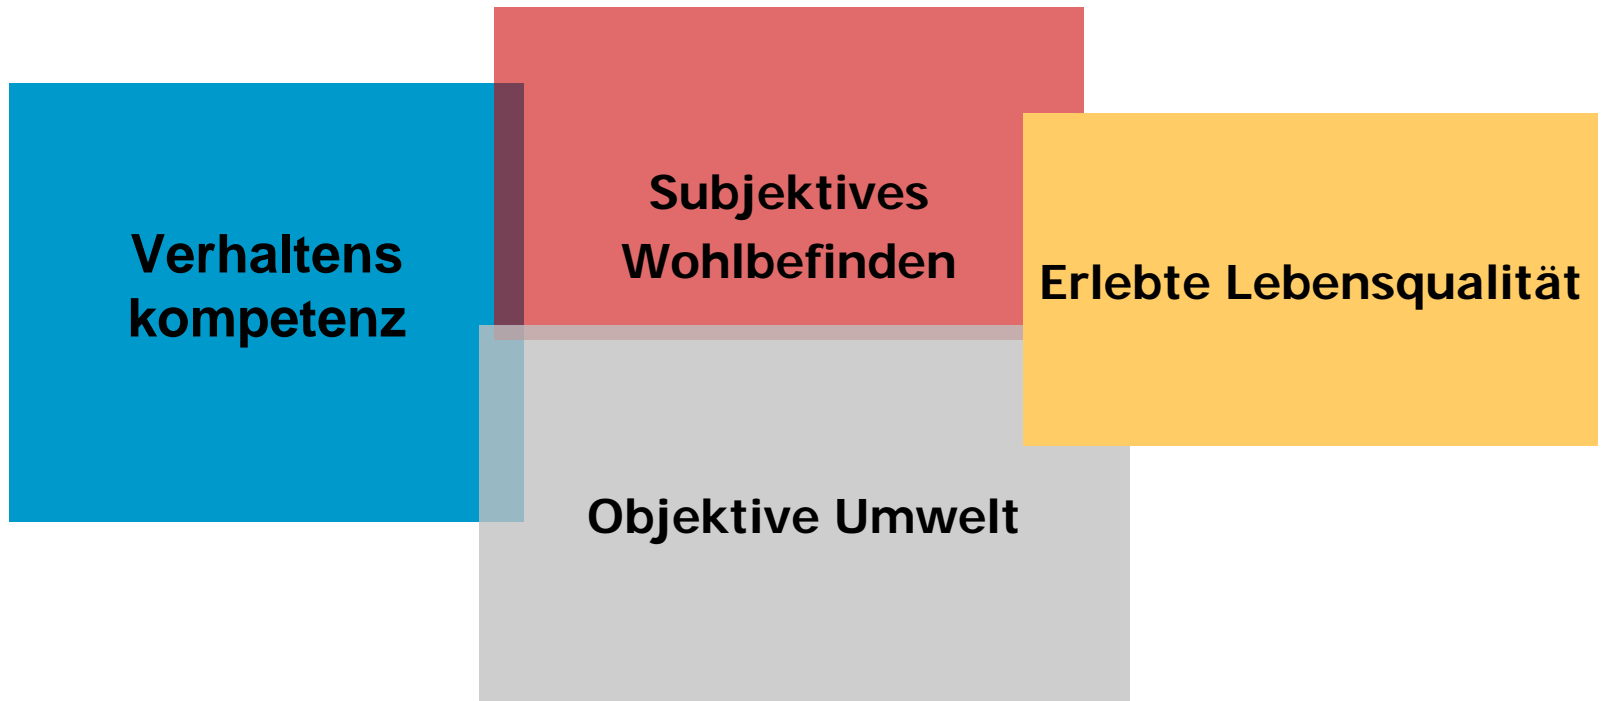 Verhaltens
kompetenz
Subjektives
Wohlbefinden
Erlebte Lebensqualität
Objektive Umwelt